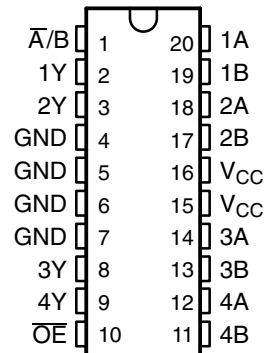 A̅/B 1 20 1A
1Y 2 19 1B
2Y 3 18 2A
GND 4 17 2B
GND 5 16 VCC
GND 6 15 VCC
GND 7 14 3A
3Y 8 13 3B
4Y 9 12 4A
O̅E̅ 10 11 4B